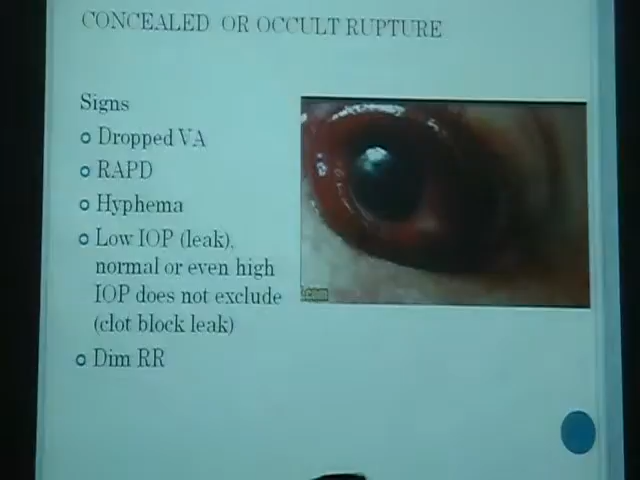 CONCEALED OR OCCULT RUPTURE
Signs
Dropped VA
RAPD
Hyphema
Low IOP (leak),
normal or even high
IOP does not exclude
(clot block leak)
Dim RR
.com